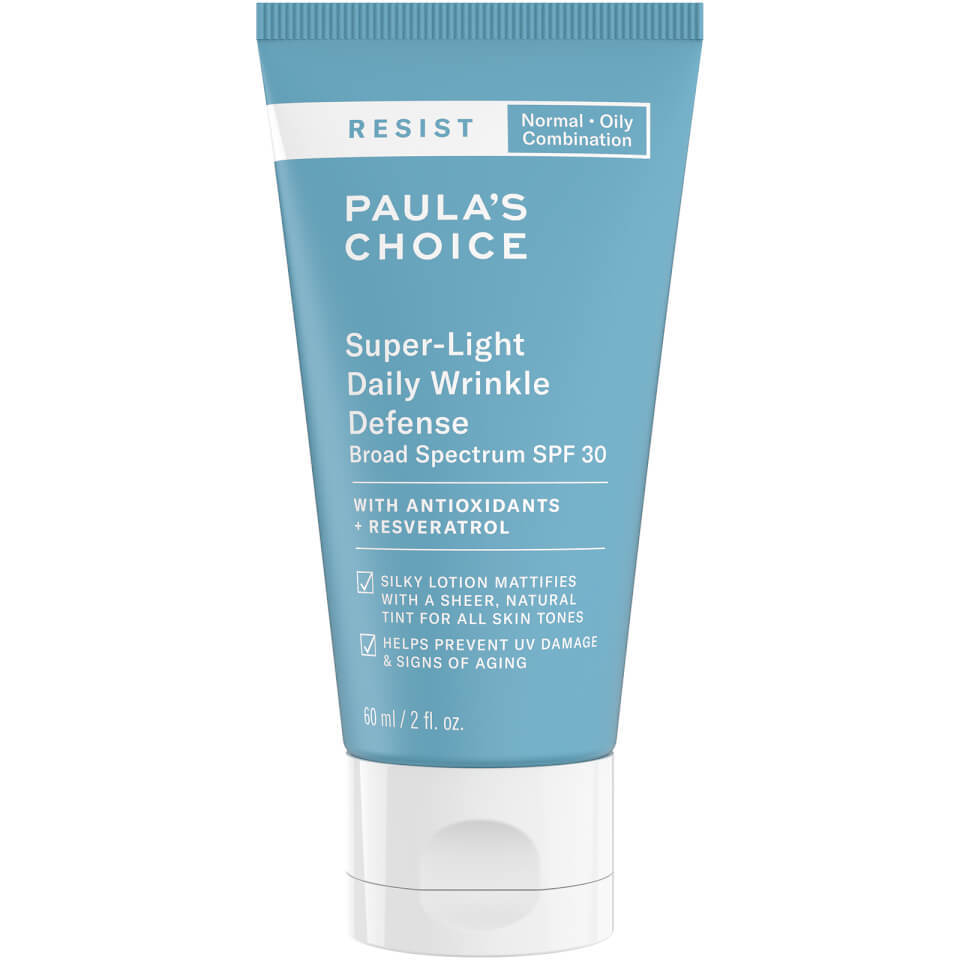 RESIST
Normal • Oily
Combination
PAULA'S
CHOICE
Super-Light
Daily Wrinkle
Defense
Broad Spectrum SPF 30
WITH ANTIOXIDANTS
+ RESVERATROL
SILKY LOTION MATTIFIES
WITH A SHEER, NATURAL
TINT FOR ALL SKIN TONES
HELPS PREVENT UV DAMAGE
& SIGNS OF AGING
60 ml / 2 fl. oz.